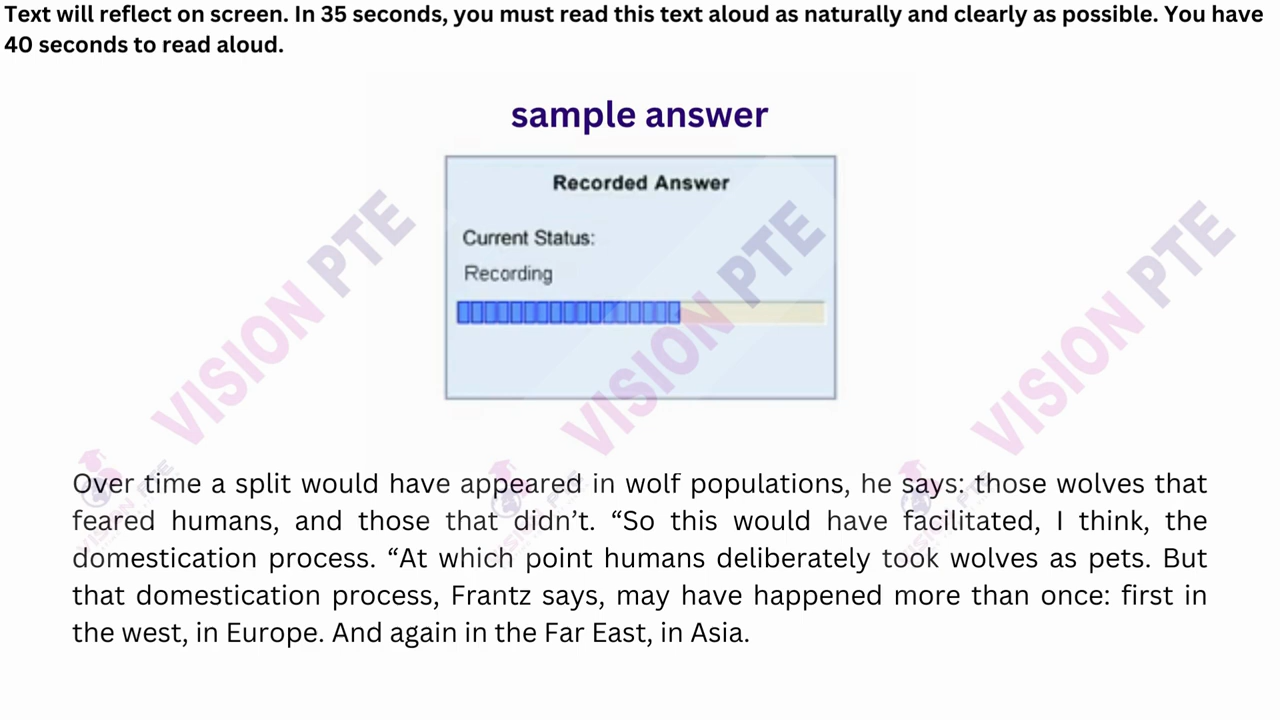 Text will reflect on screen. In 35 seconds, you must read this text aloud as naturally and clearly as possible. You have
40 seconds to read aloud.
sample answer
Recorded Answer
Current Status:
Recording
VISION PTE
VISION PTE
VISION PTE
Over time a split would have appeared in wolf populations, he says: those wolves that
feared humans, and those that didn’t. “So this would have facilitated, I think, the
domestication process. “At which point humans deliberately took wolves as pets. But
that domestication process, Frantz says, may have happened more than once: first in
the west, in Europe. And again in the Far East, in Asia.